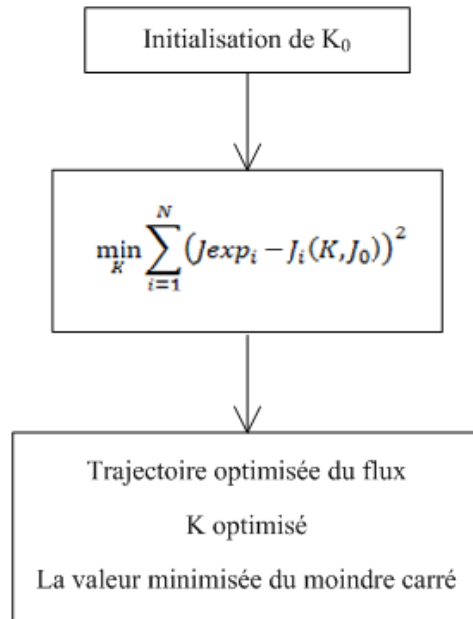 Initialisation de K₀
min_K ∑_{i=1}^{N} (Jexp_i − J_i(K,J_0))^2
Trajectoire optimisée du flux
K optimisé
La valeur minimisée du moindre carré